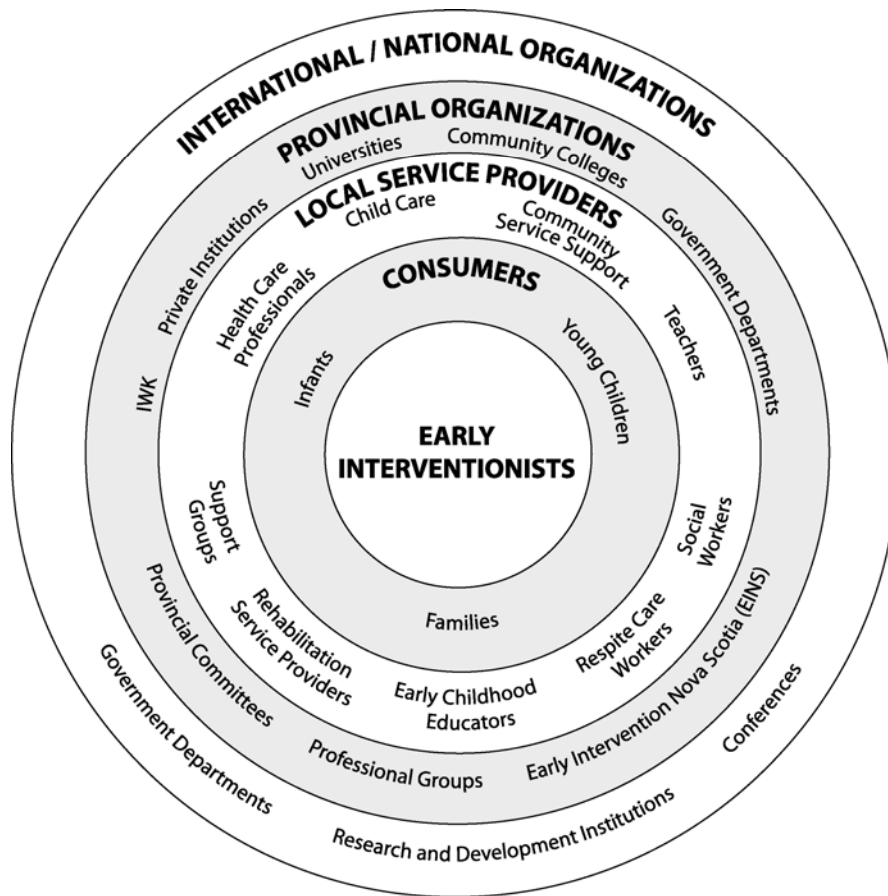 INTERNATIONAL / NATIONAL ORGANIZATIONS
PROVINCIAL ORGANIZATIONS
Universities
Community Colleges
LOCAL SERVICE PROVIDERS
Child Care
Community
Service Support
Private Institutions
Government Departments
Health Care
Professionals
CONSUMERS
Teachers
Infants
Young Children
IWK
EARLY
INTERVENTIONISTS
Support
Groups
Social
Workers
Families
Rehabilitation
Service Providers
Respite Care
Workers
Early Childhood
Educators
Provincial Committees
Early Intervention Nova Scotia (EINS)
Professional Groups
Government Departments
Conferences
Research and Development Institutions